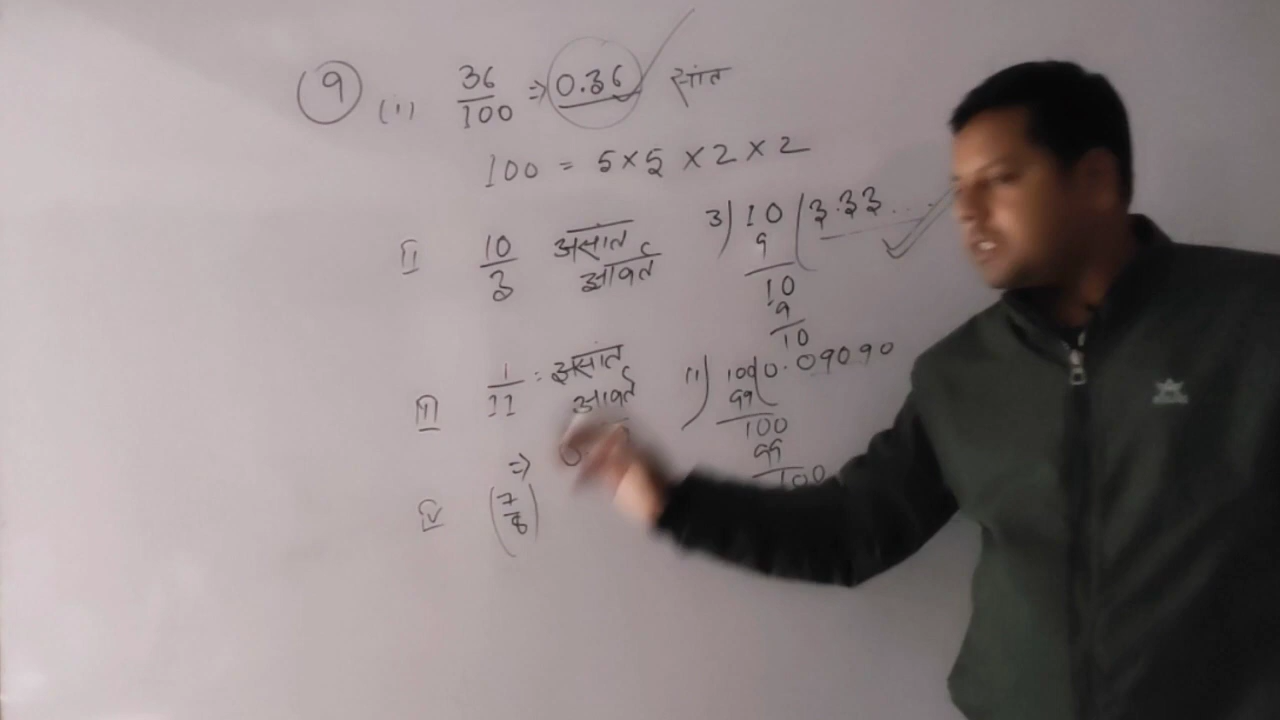 9 (i) 36/100 ⇒ 0.36 सांत
100 = 5×5×2×2
II 10/3 असांत आवर्त 3) 10 ( 3.33...
9
10
9
10
III 1/11 : असांत आवर्त 11) 100 ( 0.09090
99
100
99
100
⇒
IV (7/8)